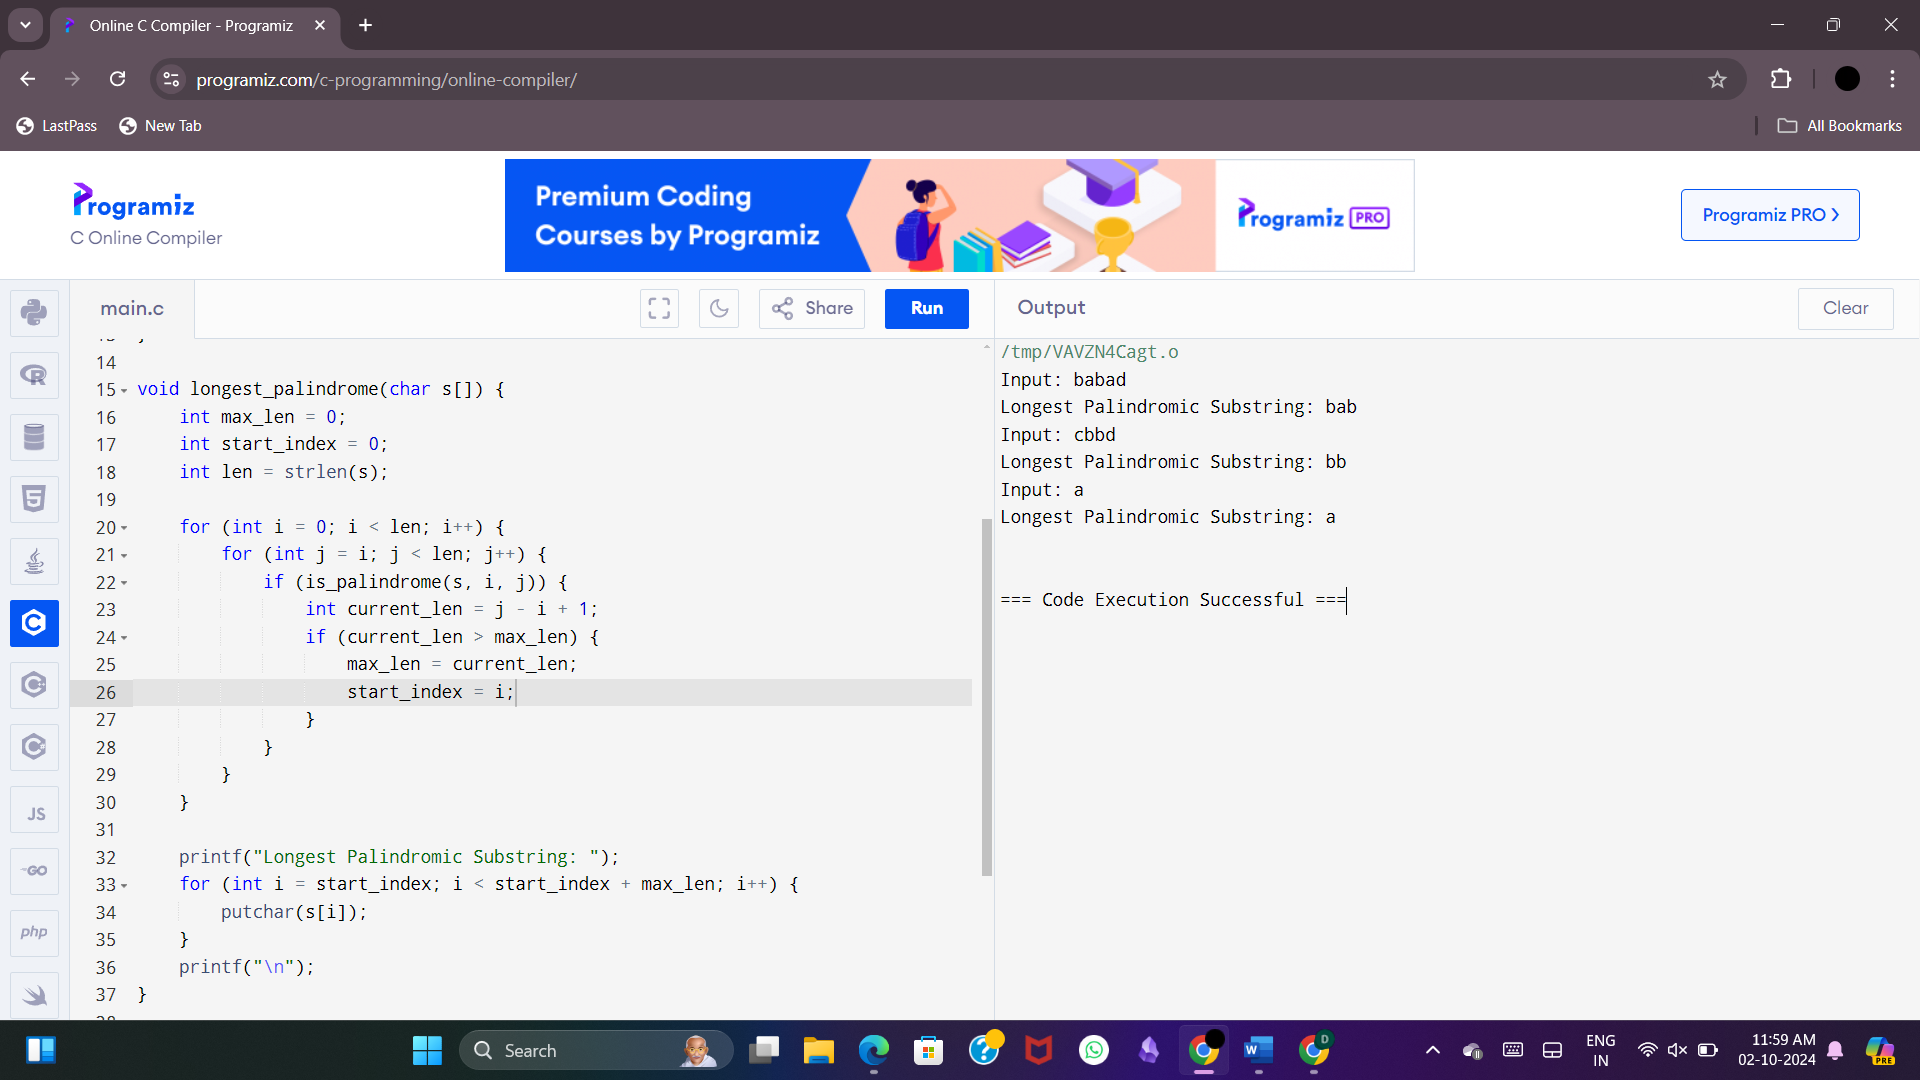 Online C Compiler - Programiz
programiz.com/c-programming/online-compiler/
LastPass
New Tab
All Bookmarks
Programiz
C Online Compiler
Premium Coding
Courses by Programiz
Programiz PRO
Programiz PRO
main.c
Share
Run
Output
Clear
14
15 void longest_palindrome(char s[]) {
16 int max_len = 0;
17 int start_index = 0;
18 int len = strlen(s);
19
20 for (int i = 0; i < len; i++) {
21 for (int j = i; j < len; j++) {
22 if (is_palindrome(s, i, j)) {
23 int current_len = j - i + 1;
24 if (current_len > max_len) {
25 max_len = current_len;
26 start_index = i;
27 }
28 }
29 }
30 }
31
32 printf("Longest Palindromic Substring: ");
33 for (int i = start_index; i < start_index + max_len; i++) {
34 putchar(s[i]);
35 }
36 printf("\n");
37 }
/tmp/VAVZN4Cagt.o
Input: babad
Longest Palindromic Substring: bab
Input: cbbd
Longest Palindromic Substring: bb
Input: a
Longest Palindromic Substring: a
=== Code Execution Successful ===
JS
GO
php
Search
ENG
IN
11:59 AM
02-10-2024
PRE
D